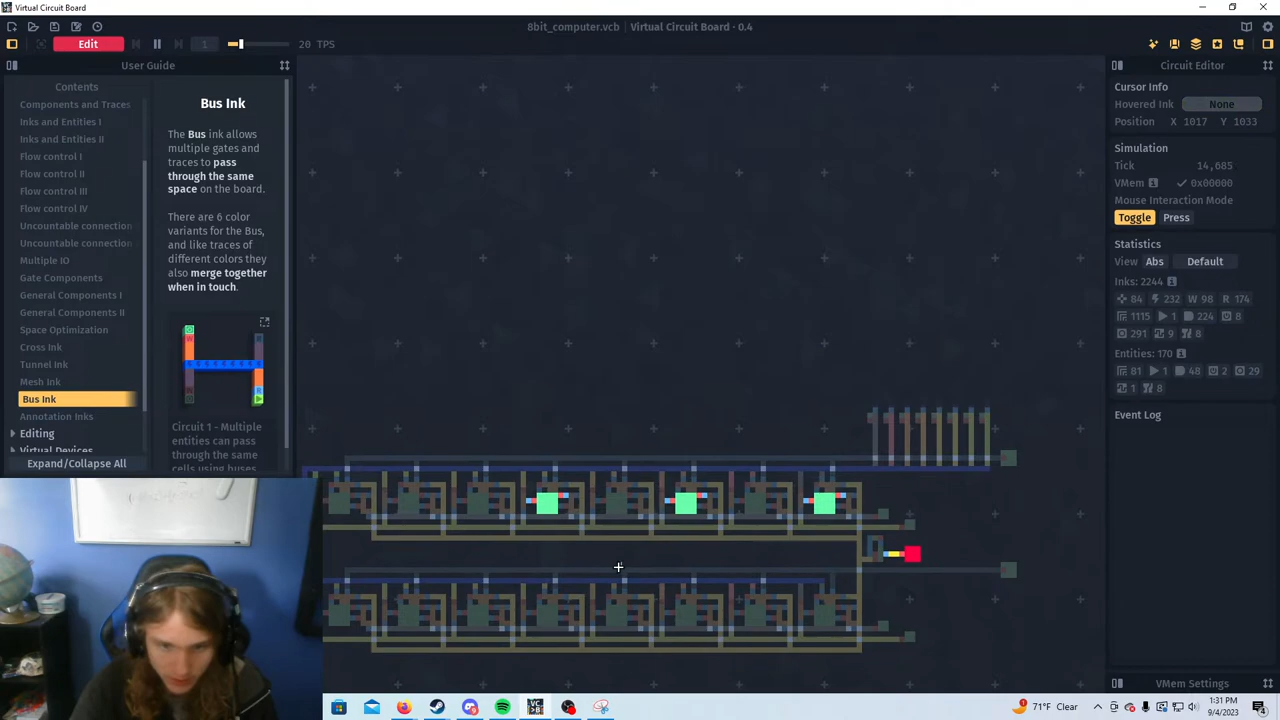 Virtual Circuit Board
8bit_computer.vcb | Virtual Circuit Board - 0.4
Edit
1
20 TPS
User Guide
Contents
Components and Traces
Inks and Entities I
Inks and Entities II
Flow control I
Flow control II
Flow control III
Flow control IV
Uncountable connection
Uncountable connection
Multiple IO
Gate Components
General Components I
General Components II
Space Optimization
Cross Ink
Tunnel Ink
Mesh Ink
Bus Ink
Annotation Inks
Editing
Virtual Devices
Expand/Collapse All
Bus Ink
The Bus ink allows
multiple gates and
traces to pass
through the same
space on the board.
There are 6 color
variants for the Bus,
and like traces of
different colors they
also merge together
when in touch.
Circuit 1 - Multiple
entities can pass
through the same
cells using buses
Circuit Editor
Cursor Info
Hovered Ink None
Position X 1017 Y 1033
Simulation
Tick 14,685
VMem 0x00000
Mouse Interaction Mode
Toggle Press
Statistics
View Abs Default
Inks: 2244
84 232 W 98 R 174
1115 1 224 8
291 9 8
Entities: 170
81 1 48 2 29
1 8
Event Log
VMem Settings
71°F Clear
1:31 PM
9/4/2023